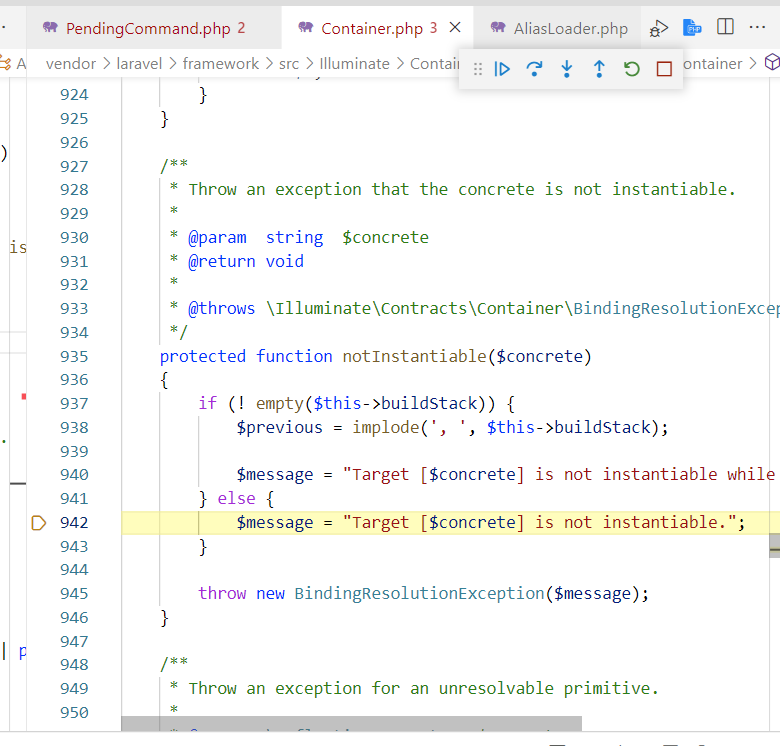 PendingCommand.php 2
Container.php 3
AliasLoader.php
vendor > laravel > framework > src > Illuminate > Contai
ontainer >
924 }
925 }
926
927 /**
928 * Throw an exception that the concrete is not instantiable.
929 *
930 * @param  string  $concrete
931 * @return void
932 *
933 * @throws \Illuminate\Contracts\Container\BindingResolutionExcep
934 */
935 protected function notInstantiable($concrete)
936 {
937 if (! empty($this->buildStack)) {
938 $previous = implode(', ', $this->buildStack);
939
940 $message = "Target [$concrete] is not instantiable while
941 } else {
942 $message = "Target [$concrete] is not instantiable.";
943 }
944
945 throw new BindingResolutionException($message);
946 }
947
948 /**
949 * Throw an exception for an unresolvable primitive.
950 *